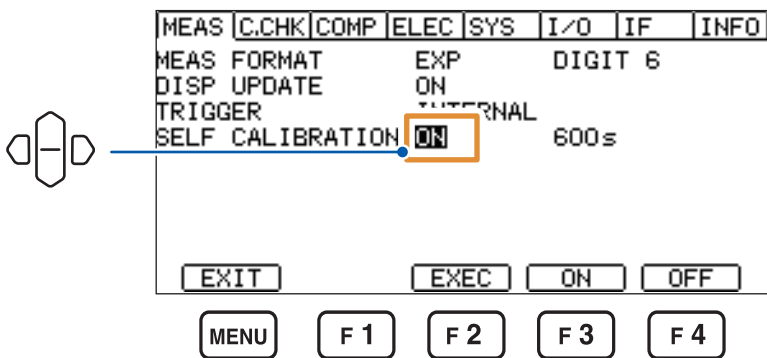 MEAS C.CHK COMP ELEC SYS I/O IF INFO
MEAS FORMAT EXP DIGIT 6
DISP UPDATE ON
TRIGGER INTERNAL
SELF CALIBRATION ON 600s
EXIT EXEC ON OFF
MENU F1 F2 F3 F4